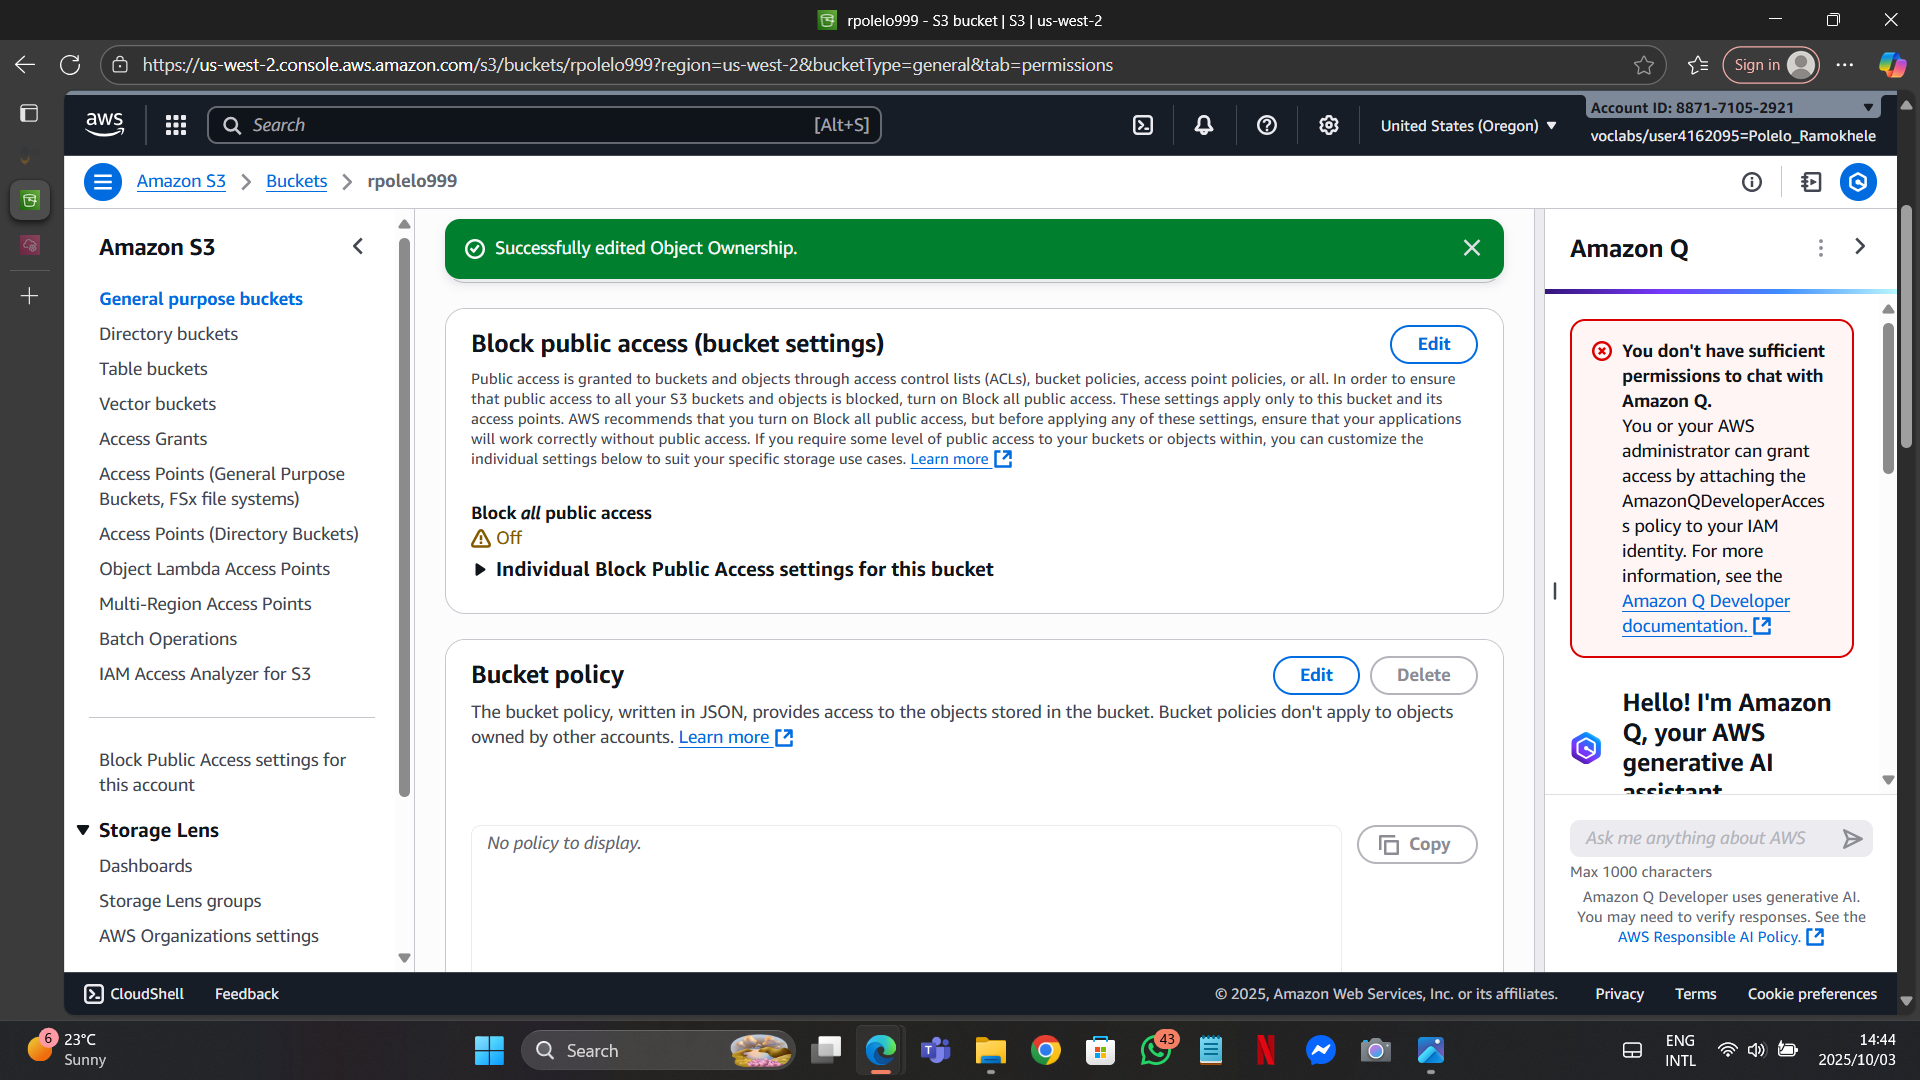 rpolelo999 - S3 bucket | S3 | us-west-2
https://us-west-2.console.aws.amazon.com/s3/buckets/rpolelo999?region=us-west-2&bucketType=general&tab=permissions
Sign in
aws
Search
[Alt+S]
United States (Oregon)
Account ID: 8871-7105-2921
voclabs/user4162095=Polelo_Ramokhele
Amazon S3
Buckets
rpolelo999
Amazon S3
General purpose buckets
Directory buckets
Table buckets
Vector buckets
Access Grants
Access Points (General Purpose
Buckets, FSx file systems)
Access Points (Directory Buckets)
Object Lambda Access Points
Multi-Region Access Points
Batch Operations
IAM Access Analyzer for S3
Block Public Access settings for
this account
Storage Lens
Dashboards
Storage Lens groups
AWS Organizations settings
Successfully edited Object Ownership.
Block public access (bucket settings)
Edit
Public access is granted to buckets and objects through access control lists (ACLs), bucket policies, access point policies, or all. In order to ensure
that public access to all your S3 buckets and objects is blocked, turn on Block all public access. These settings apply only to this bucket and its
access points. AWS recommends that you turn on Block all public access, but before applying any of these settings, ensure that your applications
will work correctly without public access. If you require some level of public access to your buckets or objects within, you can customize the
individual settings below to suit your specific storage use cases. Learn more
Block all public access
Off
Individual Block Public Access settings for this bucket
Bucket policy
Edit
Delete
The bucket policy, written in JSON, provides access to the objects stored in the bucket. Bucket policies don't apply to objects
owned by other accounts. Learn more
No policy to display.
Copy
Amazon Q
You don't have sufficient
permissions to chat with
Amazon Q.
You or your AWS
administrator can grant
access by attaching the
AmazonQDeveloperAcces
s policy to your IAM
identity. For more
information, see the
Amazon Q Developer
documentation.
Hello! I'm Amazon
Q, your AWS
generative AI
assistant
Ask me anything about AWS
Max 1000 characters
Amazon Q Developer uses generative AI.
You may need to verify responses. See the
AWS Responsible AI Policy.
CloudShell
Feedback
© 2025, Amazon Web Services, Inc. or its affiliates.
Privacy
Terms
Cookie preferences
6
23°C
Sunny
Search
43
ENG
INTL
14:44
2025/10/03